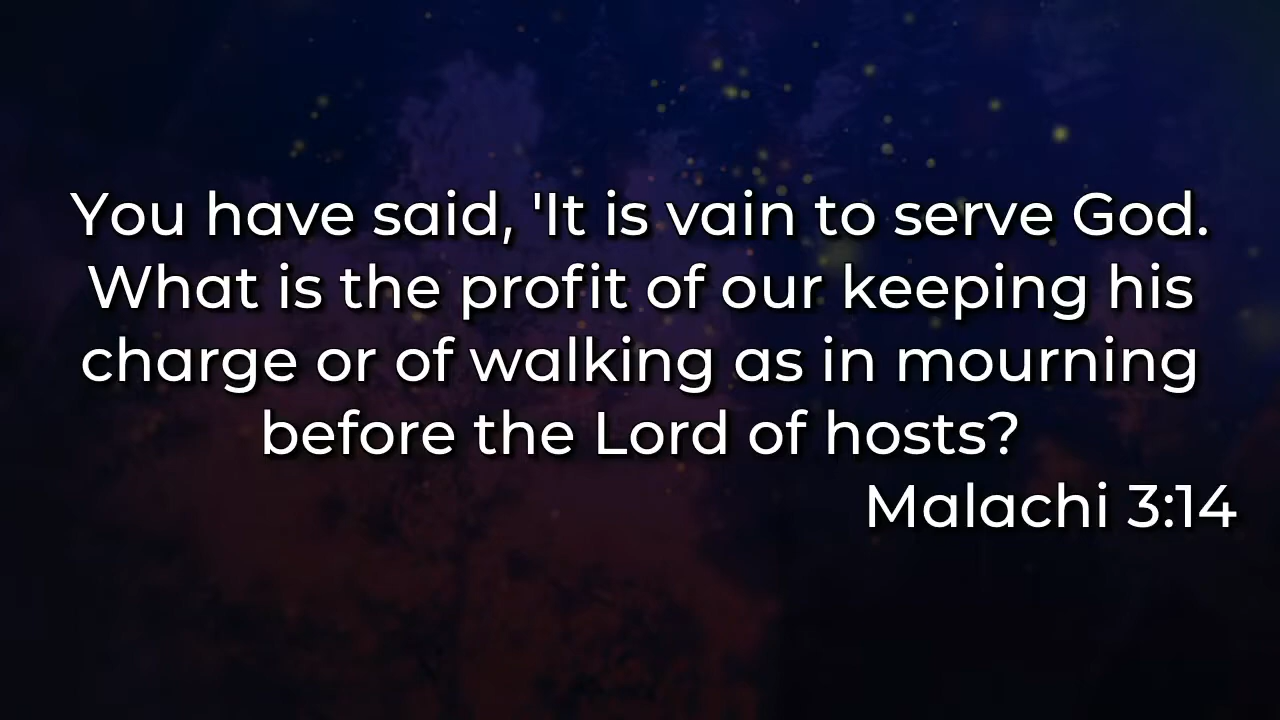 You have said, 'It is vain to serve God.
What is the profit of our keeping his
charge or of walking as in mourning
before the Lord of hosts?
Malachi 3:14